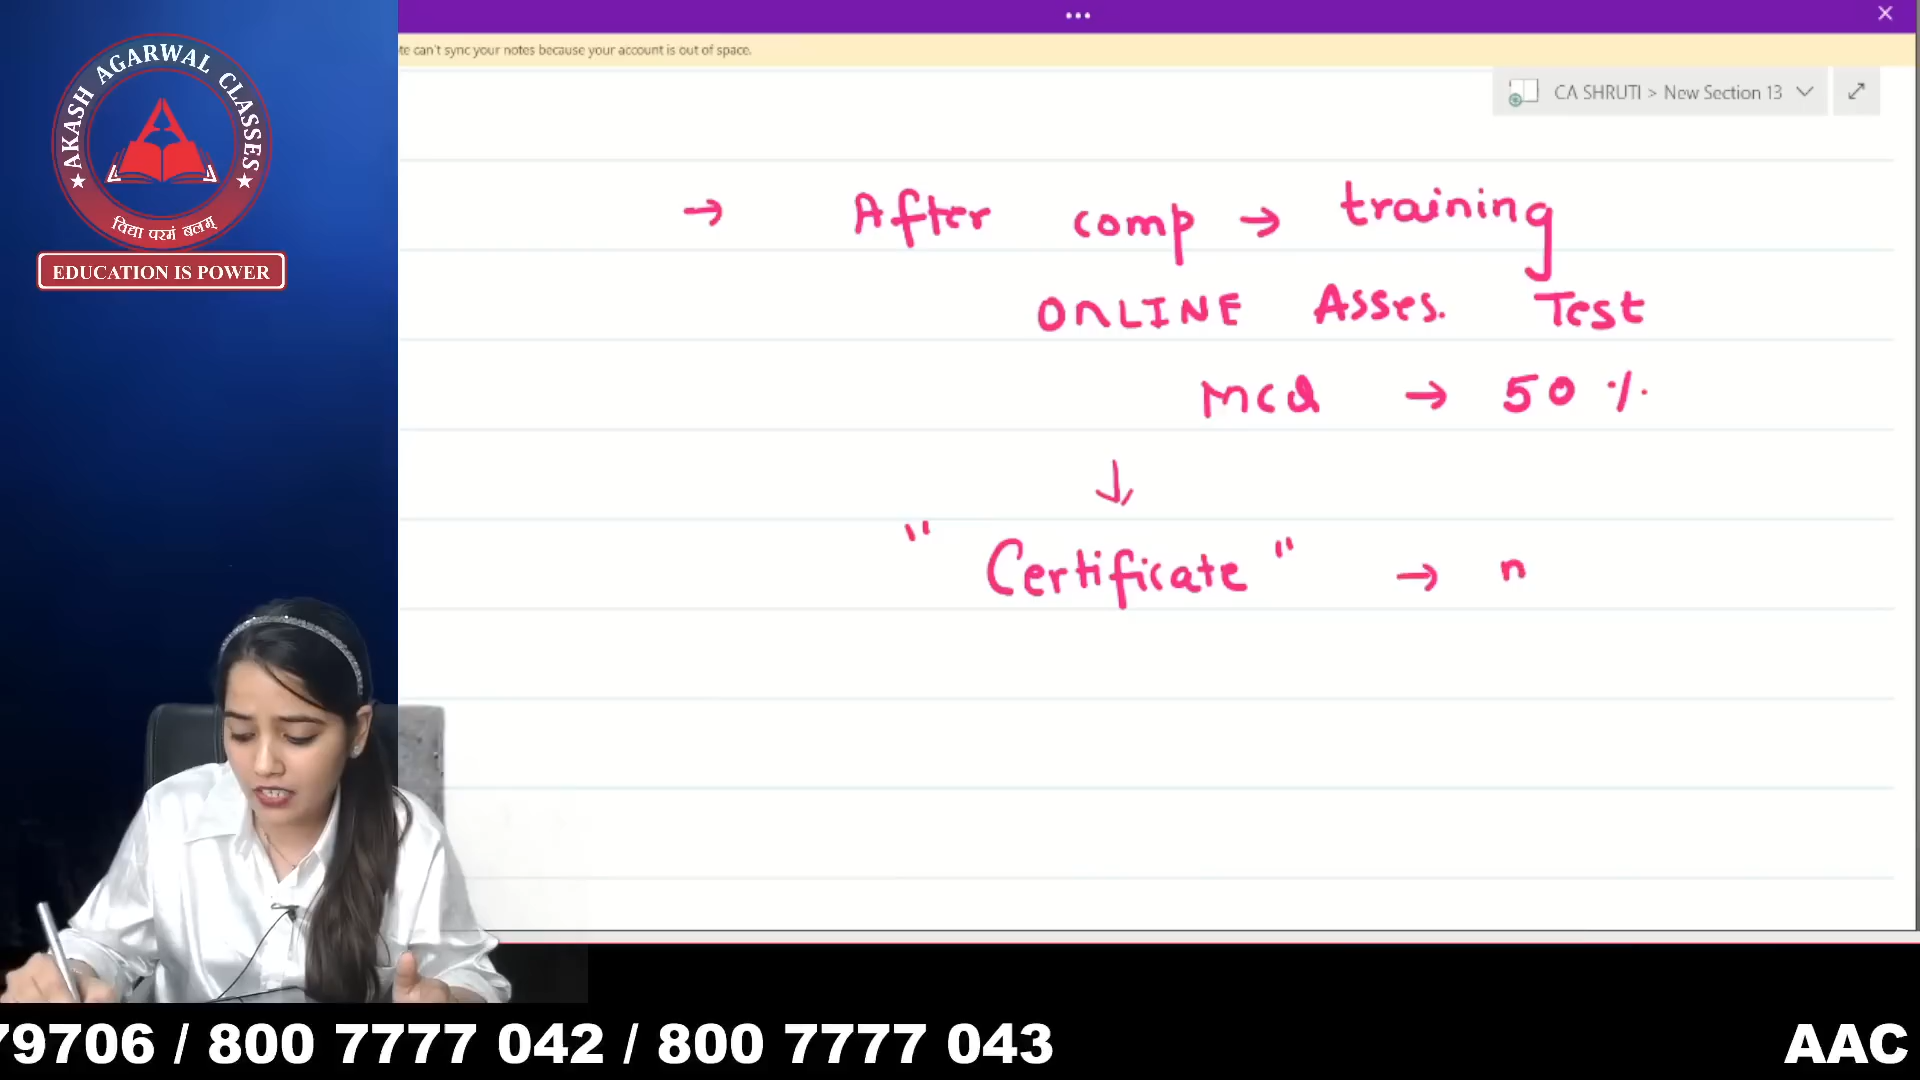 AKASH AGARWAL CLASSES
विद्या परमं बलम्
EDUCATION IS POWER
can't sync your notes because your account is out of space.
CA SHRUTI > New Section 13
→ After comp → training
ONLINE Asses. Test
MCQ → 50 %
↓
" Certificate " → n
79706 / 800 7777 042 / 800 7777 043
AAC